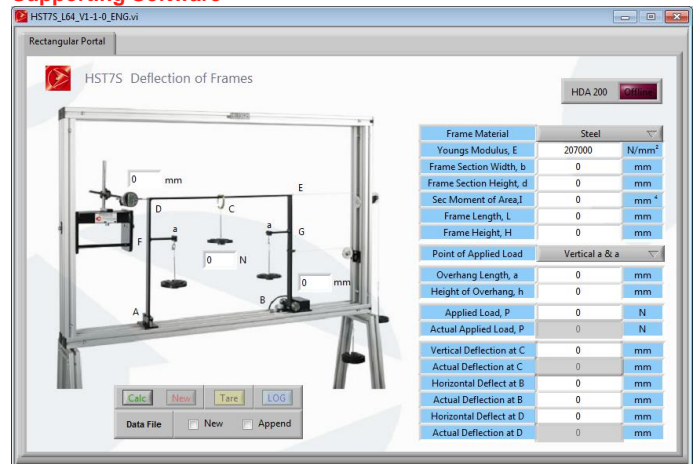 Supporting Software
HST7S_L64_V1-1-0_ENG.vi
Rectangular Portal
HST7S Deflection of Frames
HDA 200 Offline
Frame Material Steel
Youngs Modulus, E 207000 N/mm²
Frame Section Width, b 0 mm
Frame Section Height, d 0 mm
Sec Moment of Area,I 0 mm ⁴
Frame Length, L 0 mm
Frame Height, H 0 mm
Point of Applied Load Vertical a & a
Overhang Length, a 0 mm
Height of Overhang, h 0 mm
Applied Load, P 0 N
Actual Applied Load, P 0 N
Vertical Deflection at C 0 mm
Actual Deflection at C 0 mm
Horizontal Deflect at B 0 mm
Actual Deflection at B 0 mm
Horizontal Deflect at D 0 mm
Actual Deflection at D 0 mm
0 mm
E
D C
a a G
F
0 N
0 mm
B
A
Calc New Tare LOG
Data File New Append